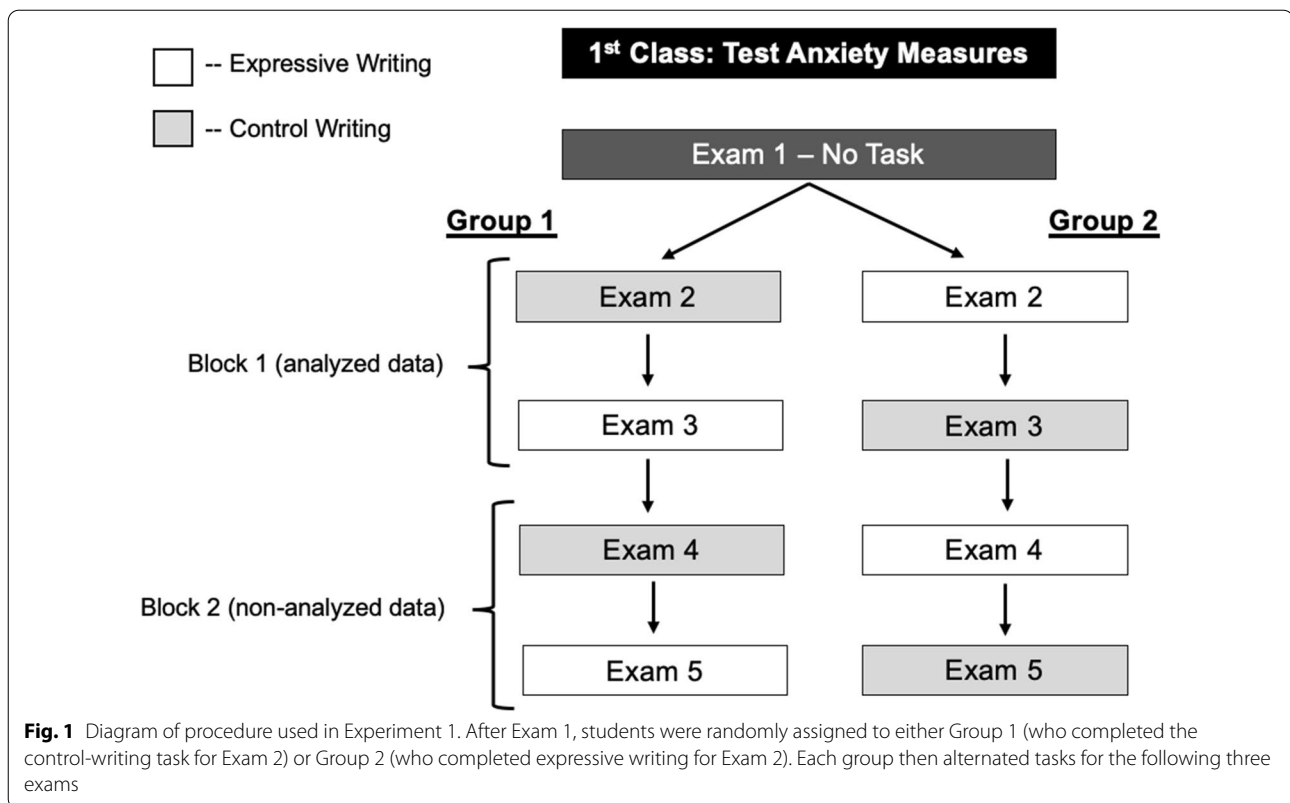 1st Class: Test Anxiety Measures
-- Expressive Writing
-- Control Writing
Exam 1 – No Task
Group 1
Group 2
Exam 2
Exam 2
Block 1 (analyzed data)
Exam 3
Exam 3
Exam 4
Exam 4
Block 2 (non-analyzed data)
Exam 5
Exam 5
Fig. 1 Diagram of procedure used in Experiment 1. After Exam 1, students were randomly assigned to either Group 1 (who completed the
control-writing task for Exam 2) or Group 2 (who completed expressive writing for Exam 2). Each group then alternated tasks for the following three
exams